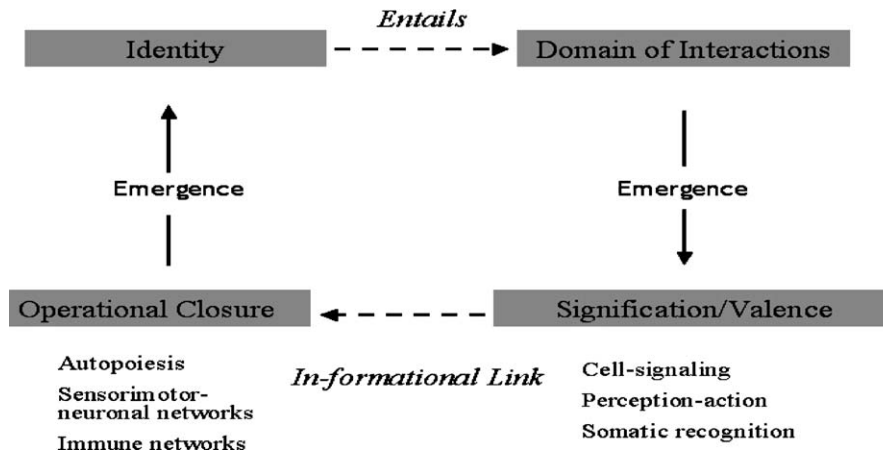 Entails
Identity
Domain of Interactions
Emergence
Emergence
Operational Closure
Signification/Valence
In-formational Link
Autopoiesis
Sensorimotor-
neuronal networks
Immune networks
Cell-signaling
Perception-action
Somatic recognition